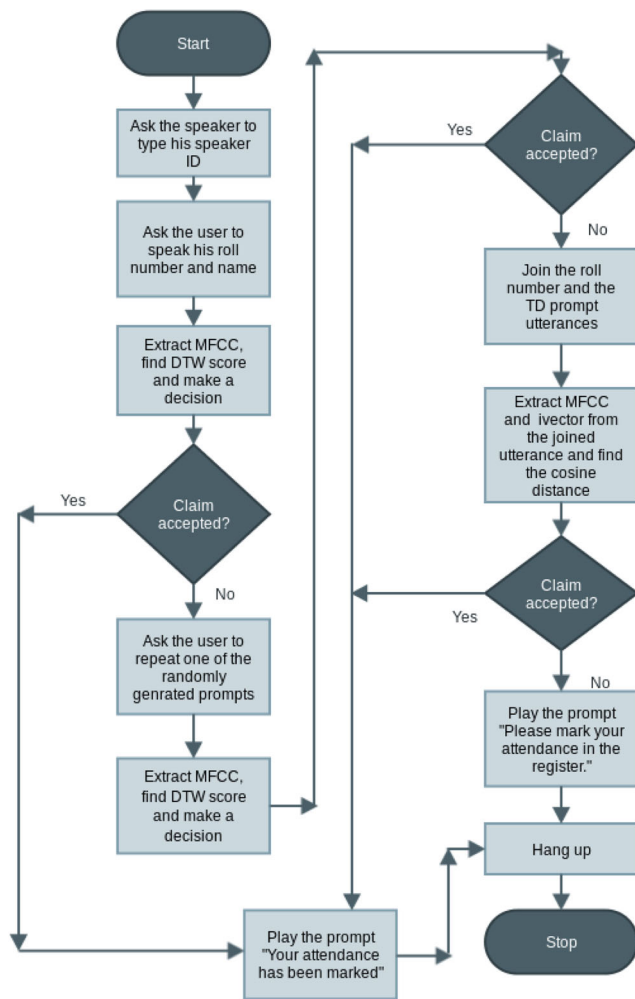 Start
Ask the speaker to
type his speaker
ID
Ask the user to
speak his roll
number and name
Extract MFCC,
find DTW score
and make a
decision
Claim
accepted?
Yes
No
Ask the user to
repeat one of the
randomly
genrated prompts
Extract MFCC,
find DTW score
and make a
decision
Claim
accepted?
Yes
No
Join the roll
number and the
TD prompt
utterances
Extract MFCC
and ivector from
the joined
utterance and find
the cosine
distance
Claim
accepted?
Yes
No
Play the prompt
"Please mark your
attendance in the
register."
Hang up
Play the prompt
"Your attendance
has been marked"
Stop